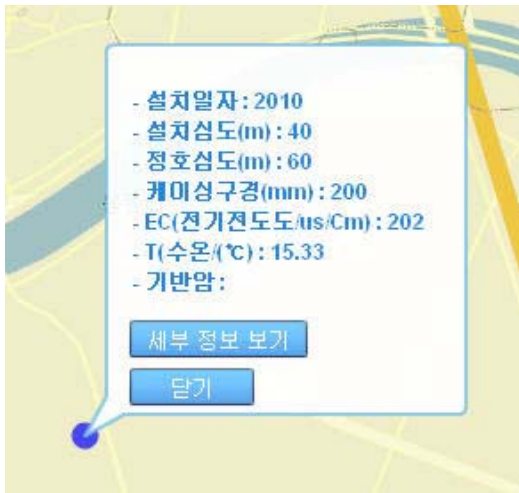 - 설치일자 : 2010
- 설치심도(m) : 40
- 정호심도(m) : 60
- 케이싱구경(mm) : 200
- EC(전기전도도/us/Cm) : 202
- T(수온/(℃) : 15.33
- 기반암 :
세부 정보 보기
닫기